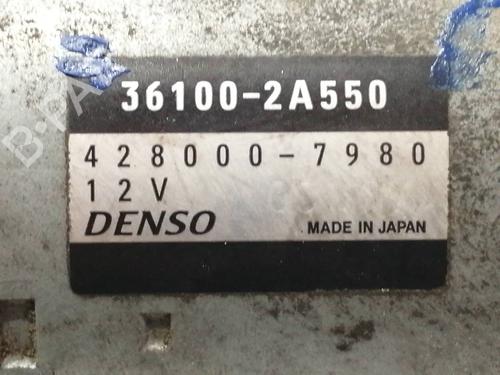 36100-2A550
428000-7980
12V
DENSO MADE IN JAPAN